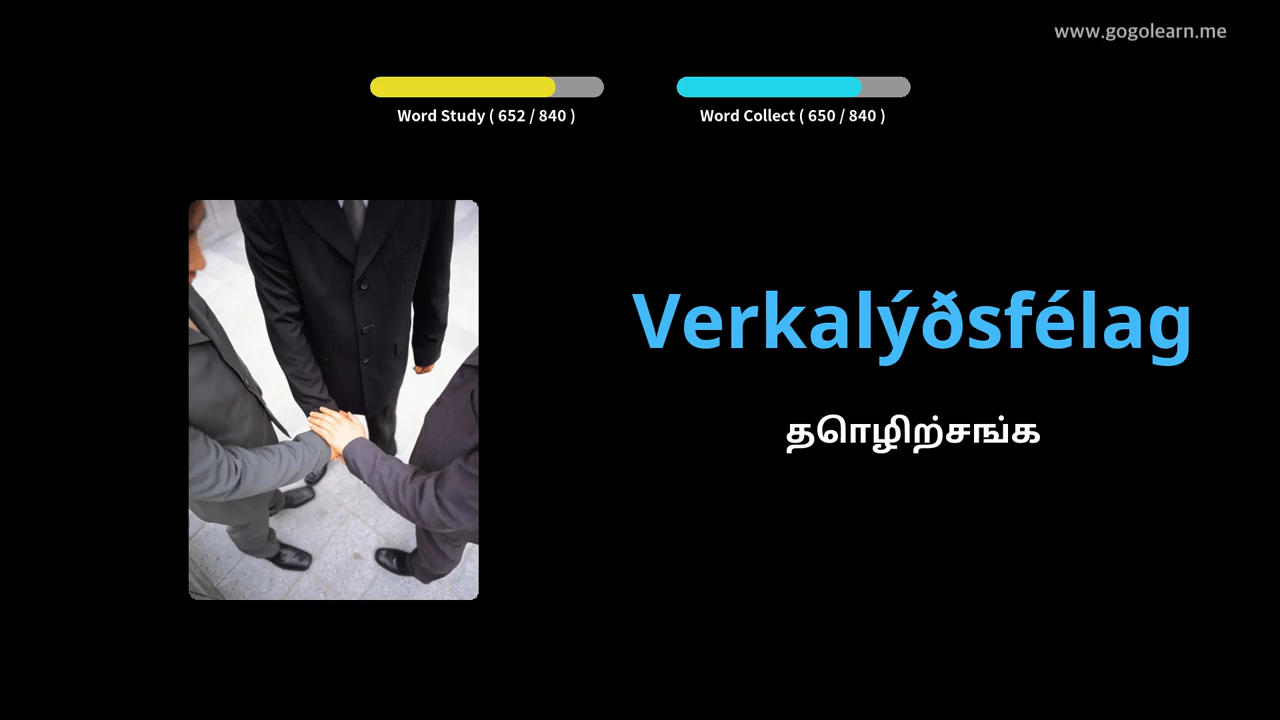 www.gogolearn.me
Word Study ( 652 / 840 )
Word Collect ( 650 / 840 )
Verkalýðsfélag
தொழிற்சங்க